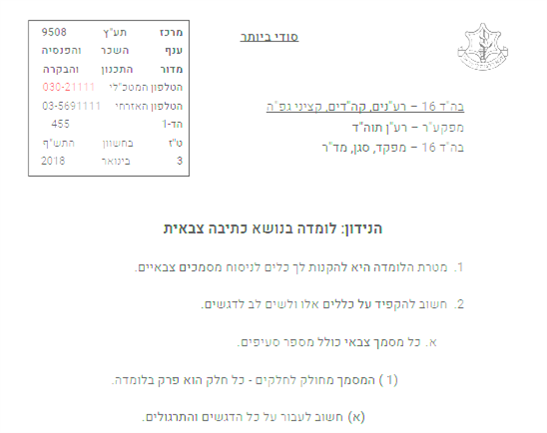 סודי ביותר
מרכז תע"ץ 9508
ענף השכר והפנסיה
מדור התכנון והבקרה
הטלפון המטכ"לי 030-21111
הטלפון האזרחי 03-5691111
הד-1 455
ט"ז בחשוון התש"ף
3 בינואר 2018
בה"ד 16 – רע"נים, קה"דים, קציני גפ"ה
מפקע"ר – רע"ן תוה"ד
בה"ד 16 – מפקד, סגן, מד"ר
הנידון: לומדה בנושא כתיבה צבאית
1. מטרת הלומדה היא להקנות לך כלים לניסוח מסמכים צבאיים.
2. חשוב להקפיד על כללים אלו ולשים לב לדגשים.
א. כל מסמך צבאי כולל מספר סעיפים.
(1) המסמך מחולק לחלקים - כל חלק הוא פרק בלומדה.
(א) חשוב לעבור על כל הדגשים והתרגולים.